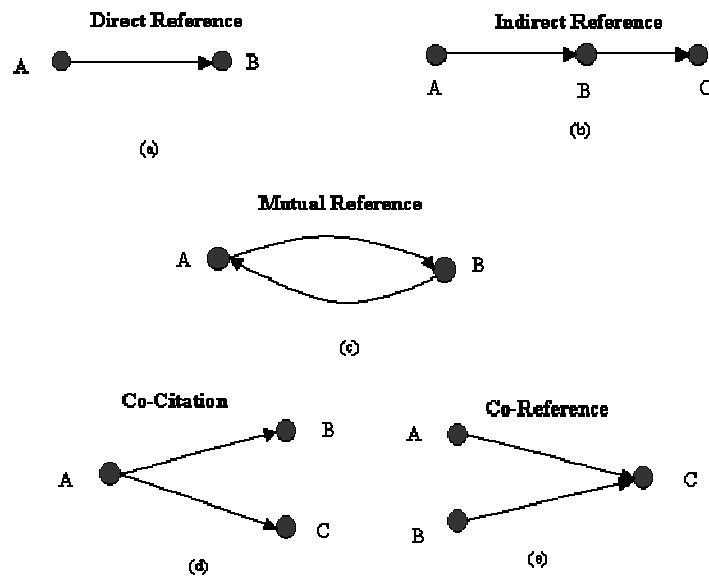 Direct Reference
A B
(a)
Indirect Reference
A B C
(b)
Mutual Reference
A B
(c)
Co-Citation
A B C
(d)
Co-Reference
A B C
(e)